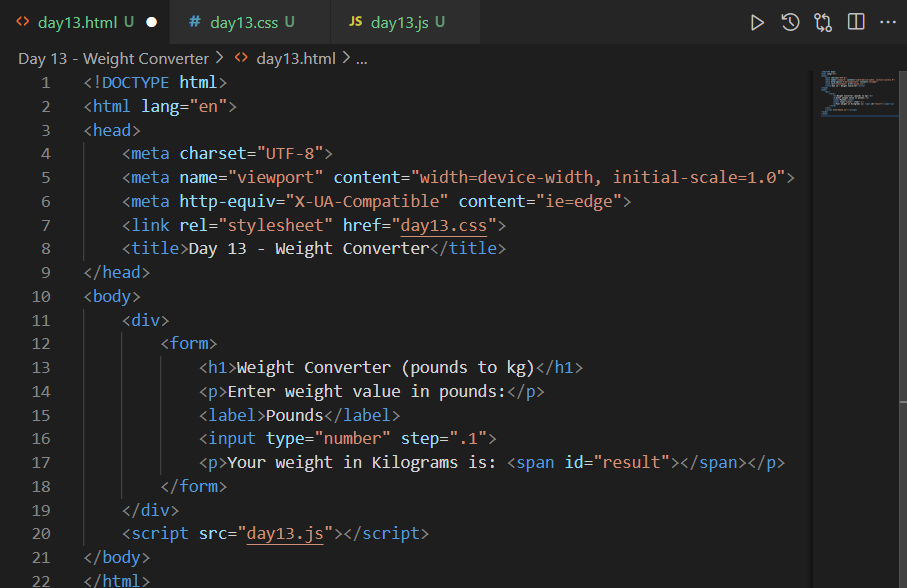 <> day13.html U ● # day13.css U JS day13.js U ...
Day 13 - Weight Converter > <> day13.html > ...
1 <!DOCTYPE html>
2 <html lang="en">
3 <head>
4     <meta charset="UTF-8">
5     <meta name="viewport" content="width=device-width, initial-scale=1.0">
6     <meta http-equiv="X-UA-Compatible" content="ie=edge">
7     <link rel="stylesheet" href="day13.css">
8     <title>Day 13 - Weight Converter</title>
9 </head>
10 <body>
11     <div>
12         <form>
13             <h1>Weight Converter (pounds to kg)</h1>
14             <p>Enter weight value in pounds:</p>
15             <label>Pounds</label>
16             <input type="number" step=".1">
17             <p>Your weight in Kilograms is: <span id="result"></span></p>
18         </form>
19     </div>
20     <script src="day13.js"></script>
21 </body>
22 </html>